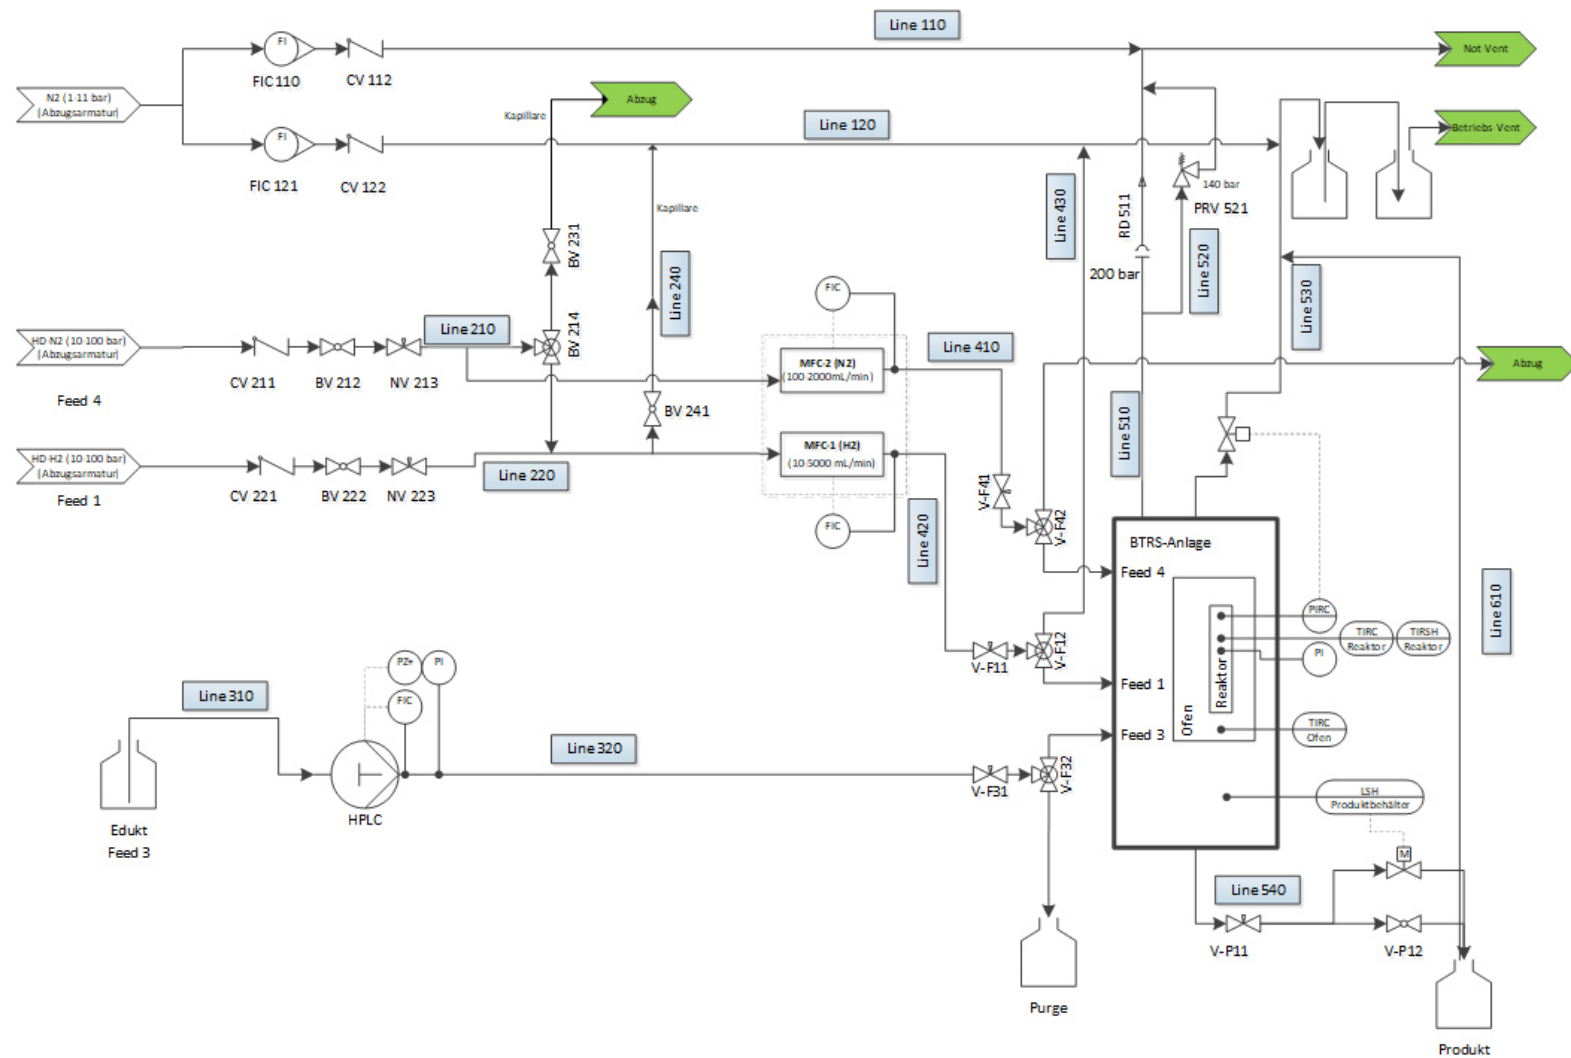 Line 110
FI
FIC 110
CV 112
Not-Vent
N2 (1-11 bar)
(Abzugsarmatur)
Abzug
Kapillare
Line 120
Betriebs-Vent
FI
FIC 121
CV 122
140 bar
PRV 521
Kapillare
BV 231
Line 240
Line 430
RD 511
200 bar
Line 520
Line 530
FIC
HD-N2 (10-100 bar)
(Abzugsarmatur)
Feed 4
CV 211
BV 212
NV 213
Line 210
BV 214
MFC-2 (N2)
(100-2000mL/min)
Line 410
Abzug
BV 241
Line 510
HD-H2 (10-100 bar)
(Abzugsarmatur)
Feed 1
CV 221
BV 222
NV 223
Line 220
MFC-1 (H2)
(10-5000 mL/min)
FIC
Line 420
V-F41
V-F42
BTRS-Anlage
Feed 4
Feed 1
Feed 3
Ofen
Reaktor
PIRC
TIRC
Reaktor
TIRSH
Reaktor
PI
TIRC
Ofen
Line 610
V-F11
V-F12
Line 310
PZ+
PI
FIC
HPLC
Line 320
V-F31
V-F32
Edukt
Feed 3
LSH
Produktbehälter
M
Line 540
V-P11
V-P12
Purge
Produkt